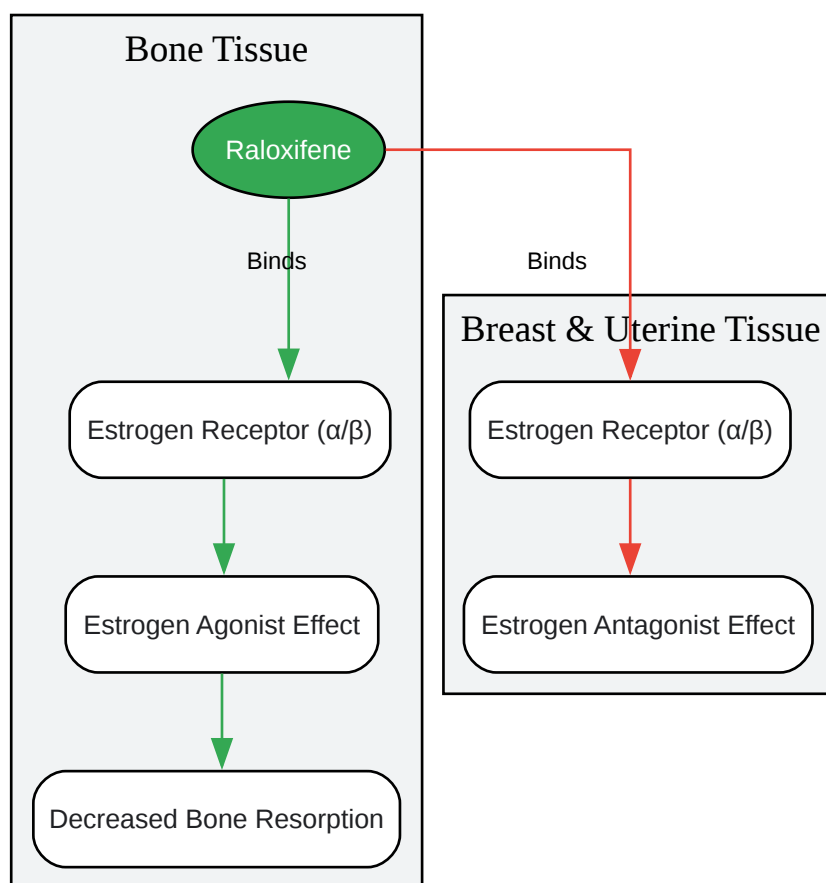 Bone Tissue
Raloxifene
Binds
Binds
Breast & Uterine Tissue
Estrogen Receptor (α/β)
Estrogen Receptor (α/β)
Estrogen Agonist Effect
Estrogen Antagonist Effect
Decreased Bone Resorption